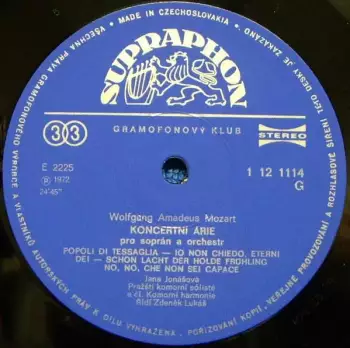 VŠECHNA PRÁVA GRAMOFONOVÉHO VÝROBCE A VLASTNÍKŮ AUTORSKÝCH PRÁV K DÍLU VYHRAZENA. POŘIZOVÁNÍ KOPIÍ, VEŘEJNÉ PROVOZOVÁNÍ A ROZHLASOVÉ ŠÍŘENÍ TÉTO DESKY JE ZAKÁZÁNO
MADE IN CZECHOSLOVAKIA
SUPRAPHON
GRAMOFONOVÝ KLUB
33
STEREO
E 2225
1 12 1114
Ⓟ 1972
G
Wolfgang Amadeus Mozart
KONCERTNÍ ÁRIE
pro soprán a orchestr
POPOLI DI TESSAGLIA — IO NON CHIEDO, ETERNI
DEI — SCHON LACHT DER HOLDE FRÜHLING
NO, NO, CHE NON SEI CAPACE
Jana Jonášová
Pražští komorní sólisté
a čl. Komorní harmonie
Řídí Zdeněk Lukáš